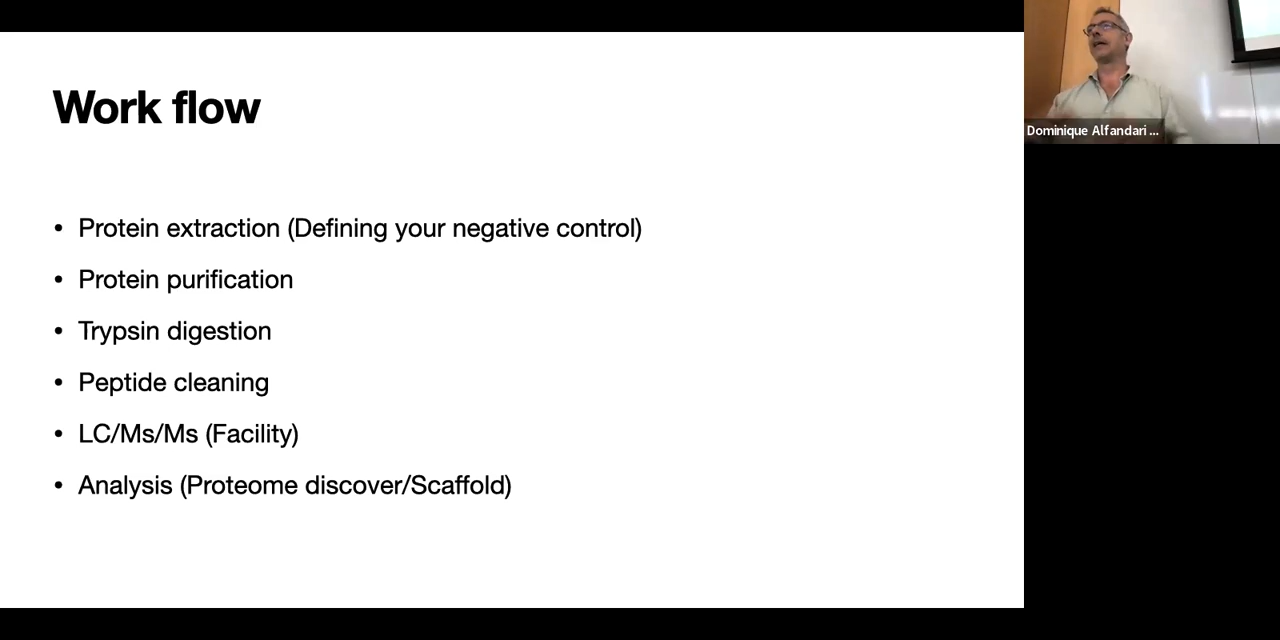 Work flow
• Protein extraction (Defining your negative control)
• Protein purification
• Trypsin digestion
• Peptide cleaning
• LC/Ms/Ms (Facility)
• Analysis (Proteome discover/Scaffold)
Dominique Alfandari ...